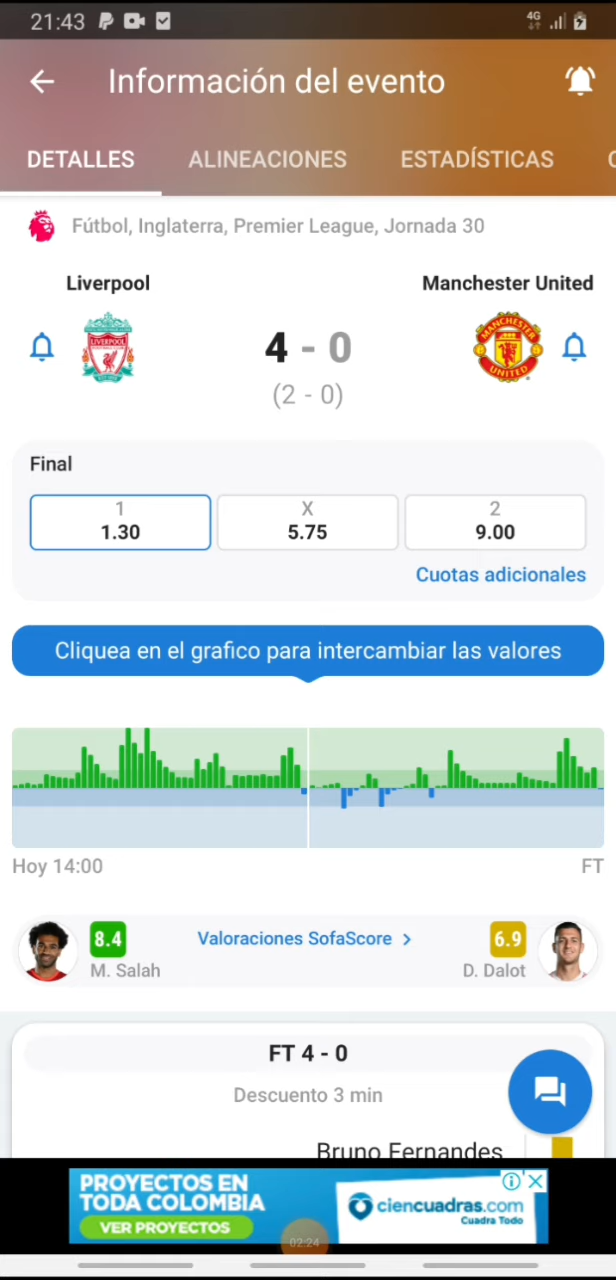 21:43
4G
Información del evento
DETALLES ALINEACIONES ESTADÍSTICAS
Fútbol, Inglaterra, Premier League, Jornada 30
Liverpool Manchester United
4 - 0
(2 - 0)
Final
1 X 2
1.30 5.75 9.00
Cuotas adicionales
Cliquea en el grafico para intercambiar las valores
Hoy 14:00 FT
8.4 Valoraciones SofaScore > 6.9
M. Salah D. Dalot
FT 4 - 0
Descuento 3 min
Bruno Fernandes
PROYECTOS EN
TODA COLOMBIA
VER PROYECTOS
ciencuadras.com
Cuadra Todo
02:24